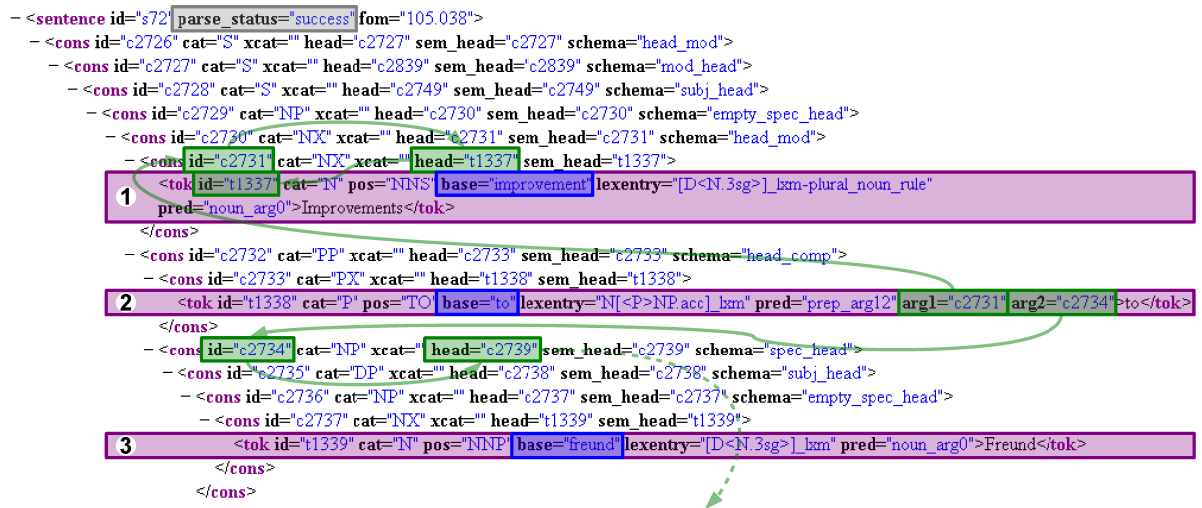 − <sentence id="s72" parse_status="success" fom="105.038">
− <cons id="c2726" cat="S" xcat="" head="c2727" sem_head="c2727" schema="head_mod">
− <cons id="c2727" cat="S" xcat="" head="c2839" sem_head="c2839" schema="mod_head">
− <cons id="c2728" cat="S" xcat="" head="c2749" sem_head="c2749" schema="subj_head">
− <cons id="c2729" cat="NP" xcat="" head="c2730" sem_head="c2730" schema="empty_spec_head">
− <cons id="c2730" cat="NX" xcat="" head="c2731" sem_head="c2731" schema="head_mod">
− <cons id="c2731" cat="NX" xcat="" head="t1337" sem_head="t1337">
1 <tok id="t1337" cat="N" pos="NNS" base="improvement" lexentry="[D<N.3sg>]_lxm-plural_noun_rule"
pred="noun_arg0">Improvements</tok>
</cons>
− <cons id="c2732" cat="PP" xcat="" head="c2733" sem_head="c2733" schema="head_comp">
− <cons id="c2733" cat="PX" xcat="" head="t1338" sem_head="t1338">
2 <tok id="t1338" cat="P" pos="TO" base="to" lexentry="N[<P>NP.acc]_lxm" pred="prep_arg12" arg1="c2731" arg2="c2734">to</tok>
</cons>
− <cons id="c2734" cat="NP" xcat="" head="c2739" sem_head="c2739" schema="spec_head">
− <cons id="c2735" cat="DP" xcat="" head="c2738" sem_head="c2738" schema="subj_head">
− <cons id="c2736" cat="NP" xcat="" head="c2737" sem_head="c2737" schema="empty_spec_head">
− <cons id="c2737" cat="NX" xcat="" head="t1339" sem_head="t1339">
3 <tok id="t1339" cat="N" pos="NNP" base="freund" lexentry="[D<N.3sg>]_lxm" pred="noun_arg0">Freund</tok>
</cons>
</cons>